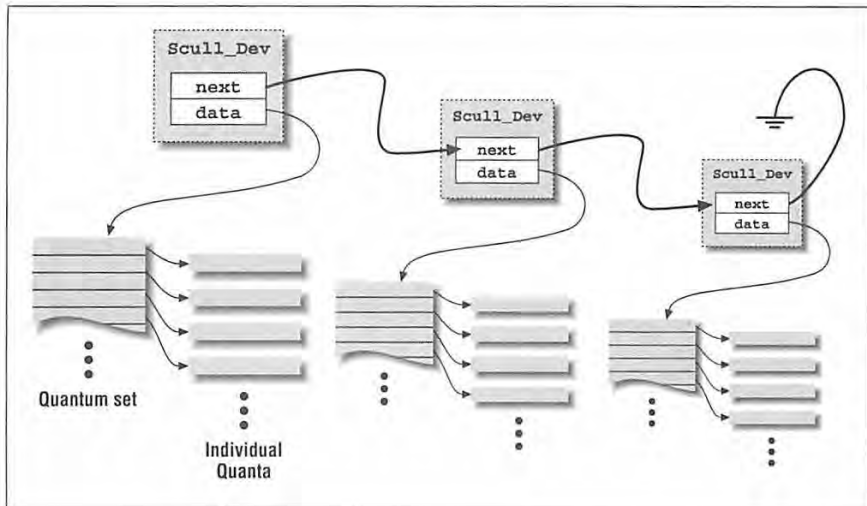 Scull_Dev
next
data
Scull_Dev
next
data
Scull_Dev
next
data
Quantum set
Individual
Quanta